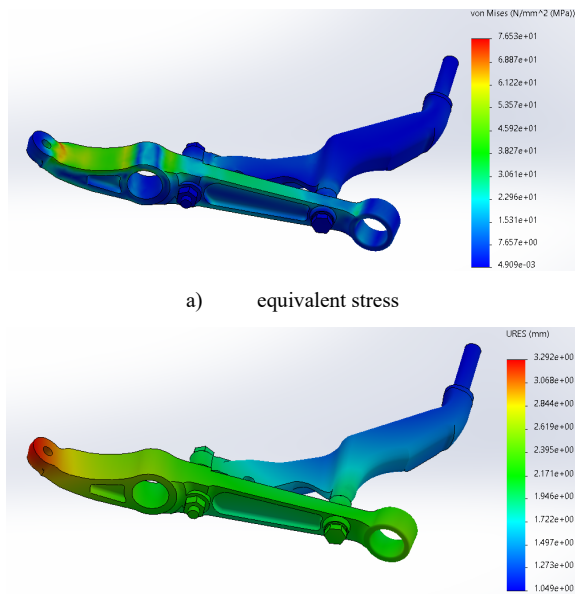 von Mises (N/mm^2 (MPa))
7.653e+01
6.887e+01
6.122e+01
5.357e+01
4.592e+01
3.827e+01
3.061e+01
2.296e+01
1.531e+01
7.657e+00
4.909e-03
a) equivalent stress
URES (mm)
3.292e+00
3.068e+00
2.844e+00
2.619e+00
2.395e+00
2.171e+00
1.946e+00
1.722e+00
1.497e+00
1.273e+00
1.049e+00